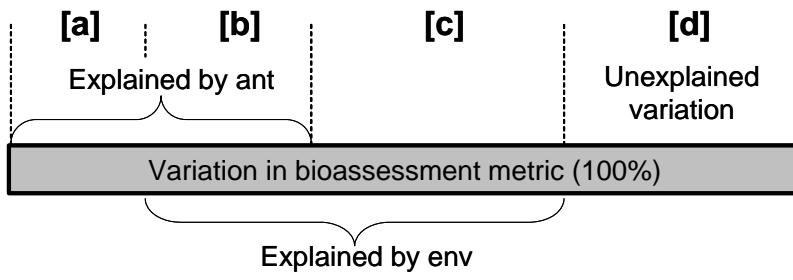 [a] [b] [c] [d]
Explained by ant
Unexplained
variation
Variation in bioassessment metric (100%)
Explained by env